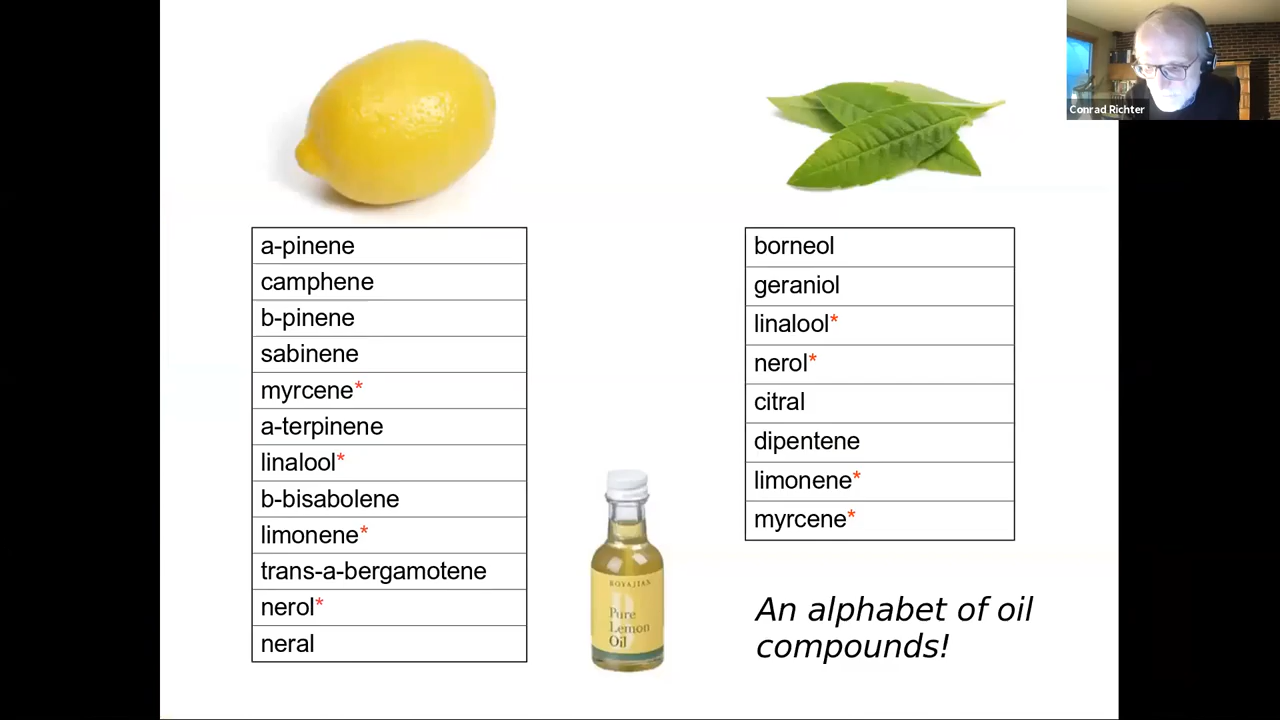 Conrad Richter
a-pinene
camphene
b-pinene
sabinene
myrcene*
a-terpinene
linalool*
b-bisabolene
limonene*
trans-a-bergamotene
nerol*
neral
borneol
geraniol
linalool*
nerol*
citral
dipentene
limonene*
myrcene*
BOYAJIAN
Pure
Lemon
Oil
An alphabet of oil
compounds!